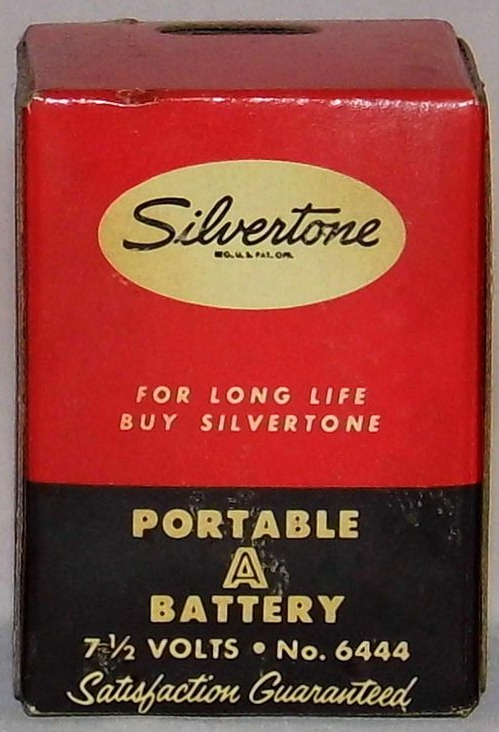 Silvertone
REG. U. S. PAT. OFF.
FOR LONG LIFE
BUY SILVERTONE
PORTABLE
A
BATTERY
7-½ VOLTS • No. 6444
Satisfaction Guaranteed